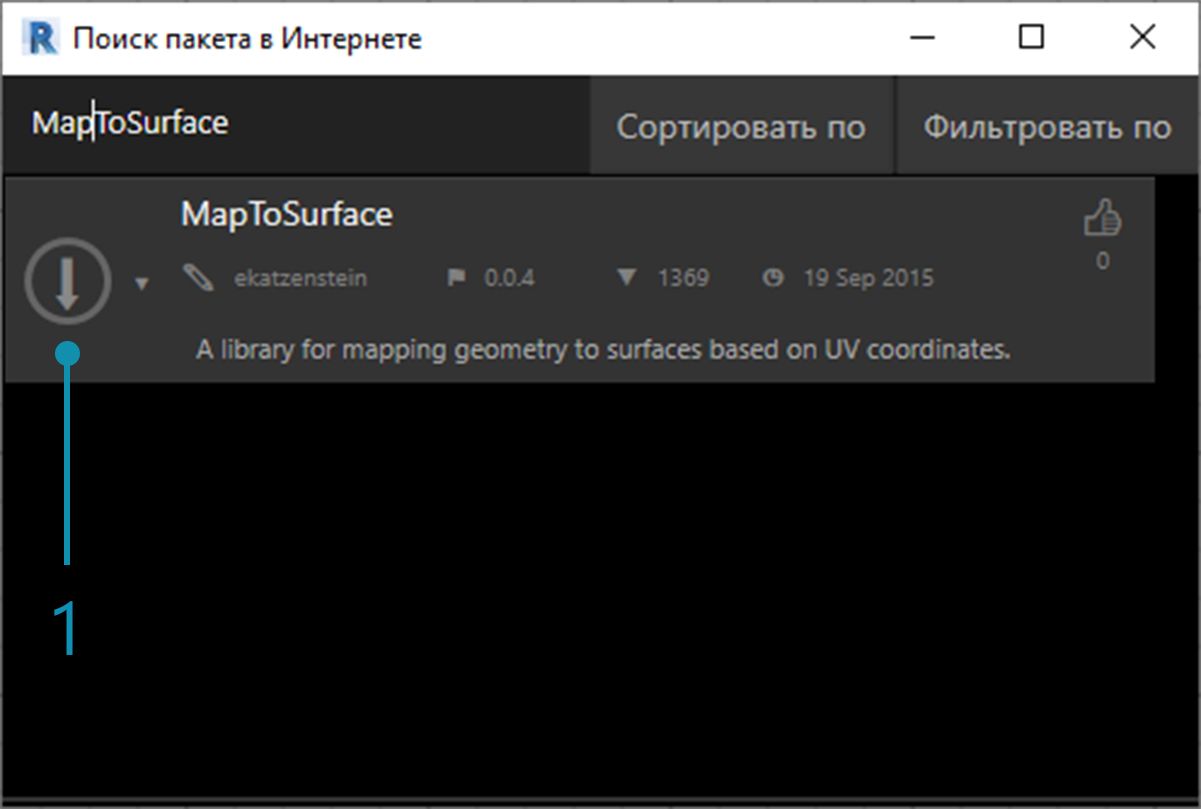 Поиск пакета в Интернете
MapToSurface
Сортировать по
Фильтровать по
MapToSurface
ekatzenstein
0.0.4
1369
19 Sep 2015
0
A library for mapping geometry to surfaces based on UV coordinates.
1